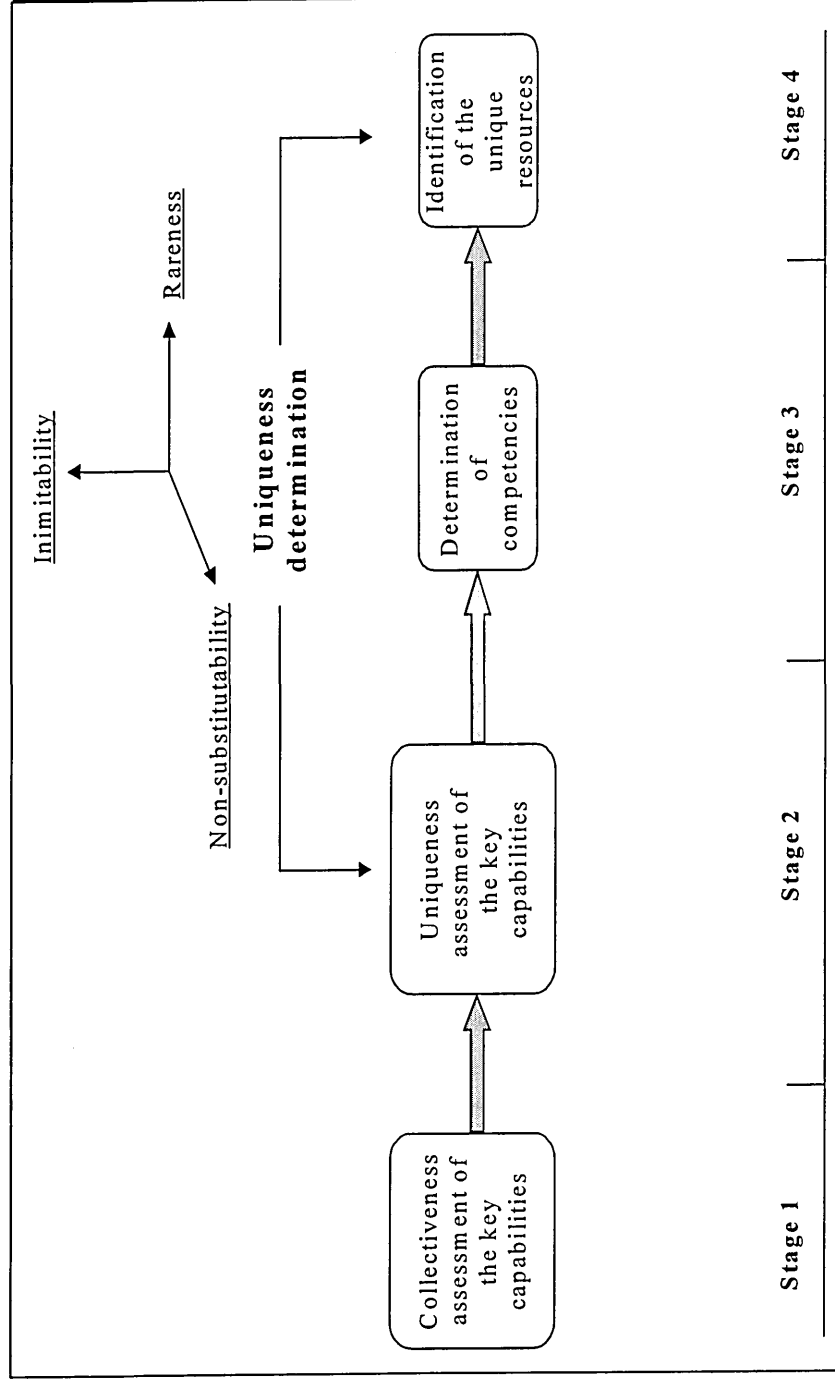 Inimitability
Rareness
Non-substitutability
Uniqueness
determination
Collectiveness
assessment of
the key
capabilities
Uniqueness
assessment of
the key
capabilities
Determination
of
competencies
Identification
of the
unique
resources
Stage 1
Stage 2
Stage 3
Stage 4